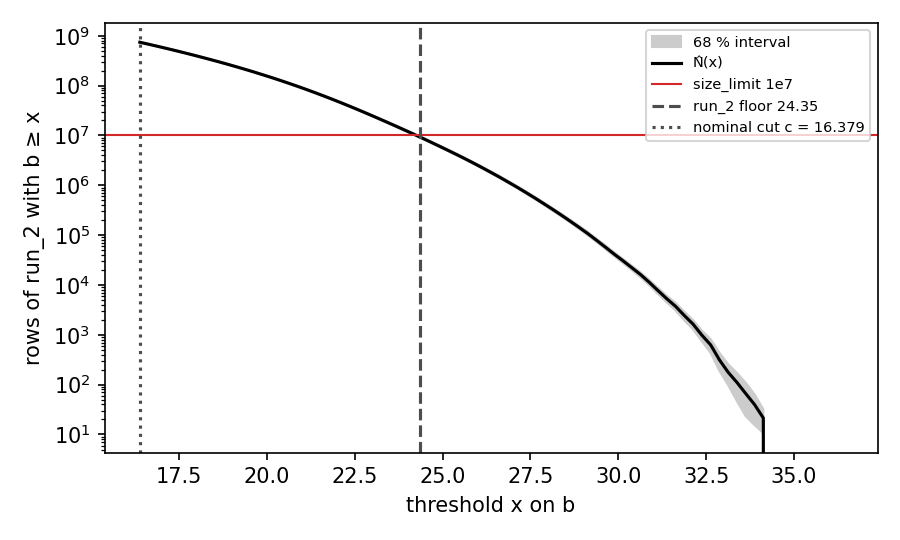 10⁹
10⁸
10⁷
10⁶
10⁵
10⁴
10³
10²
10¹
rows of run_2 with b ≥ x
68 % interval
N̂(x)
size_limit 1e7
run_2 floor 24.35
nominal cut c = 16.379
17.5 20.0 22.5 25.0 27.5 30.0 32.5 35.0
threshold x on b